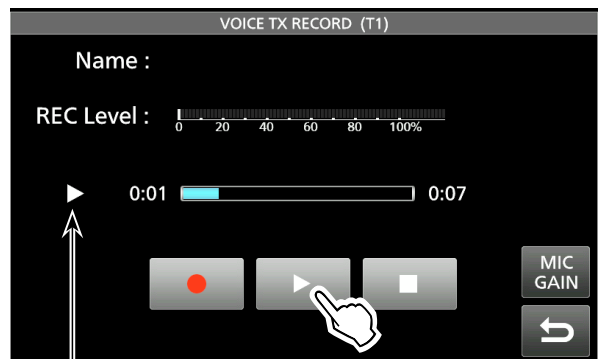 VOICE TX RECORD (T1)
Name :
REC Level :
0 20 40 60 80 100%
0:01 0:07
MIC
GAIN